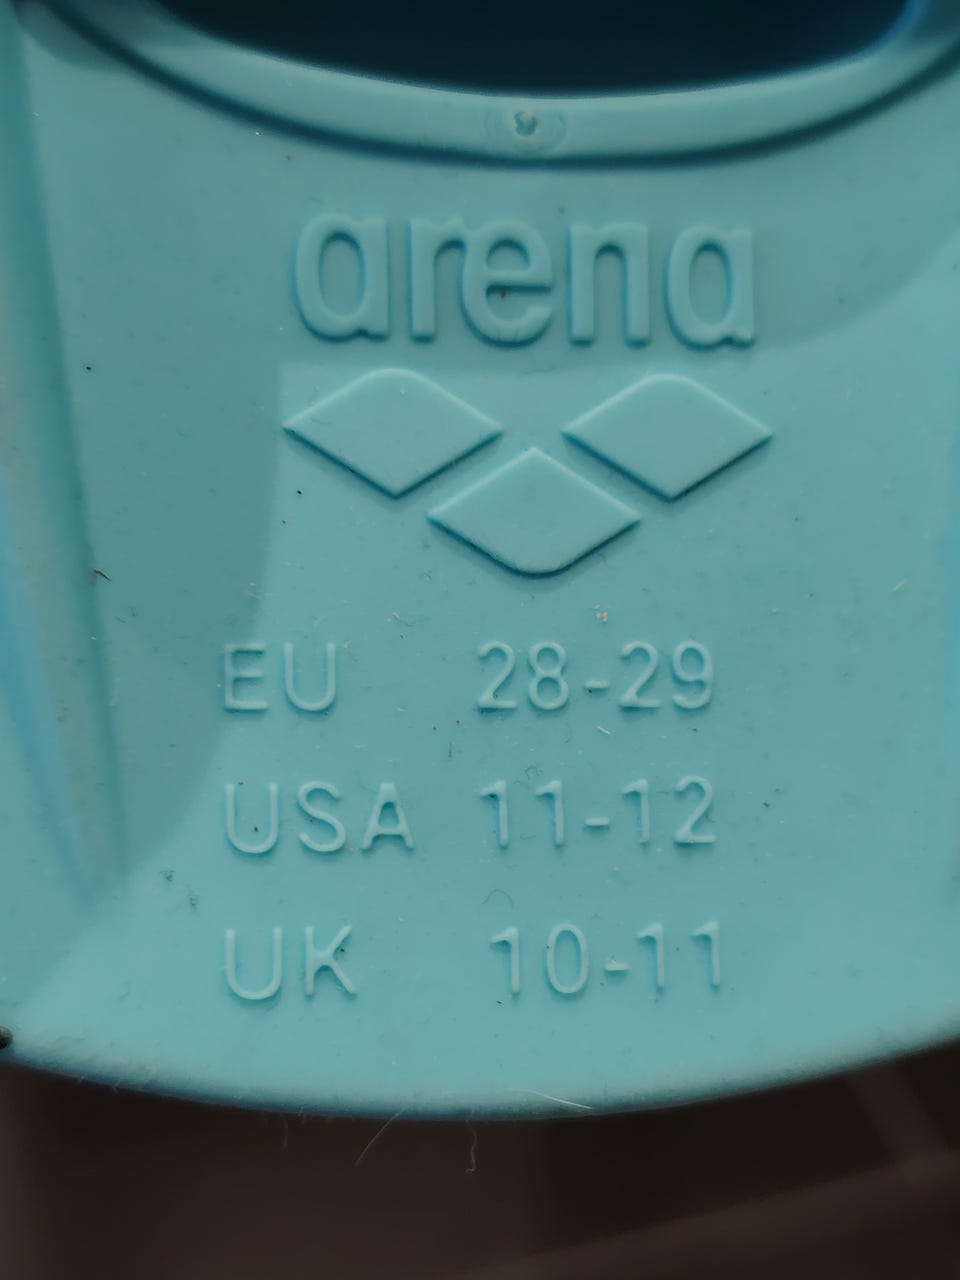 arena
EU 28-29
USA 11-12
UK 10-11